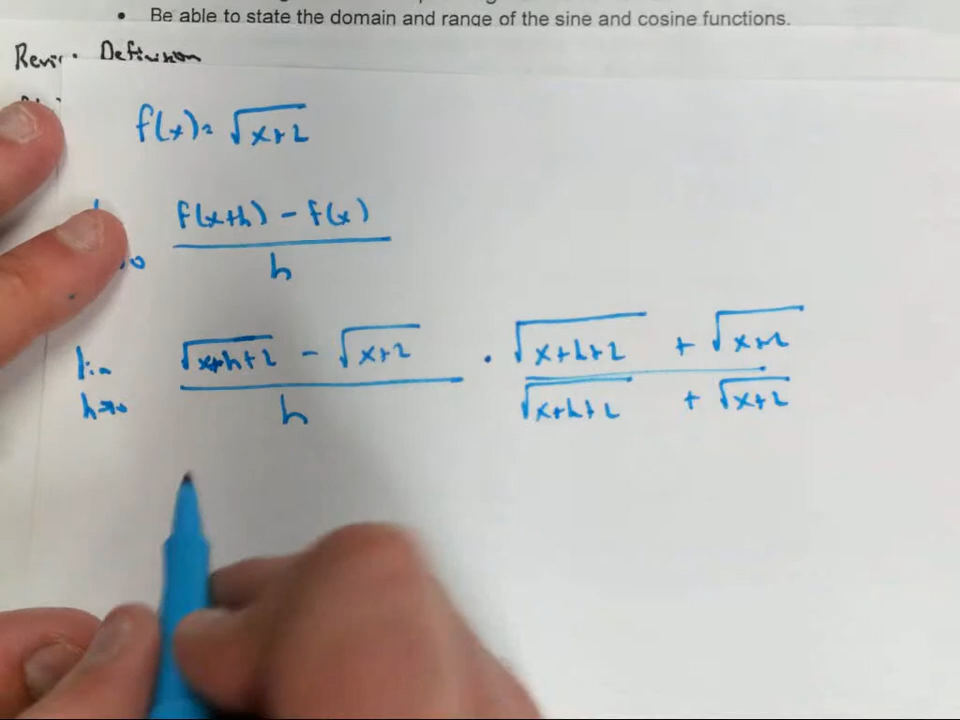 • Be able to state the domain and range of the sine and cosine functions.
Definition
f(x) = √x+2
f(x+h) - f(x)
h
lim h→0 √x+h+2 - √x+2 · √x+h+2 + √x+2
h √x+h+2 + √x+2